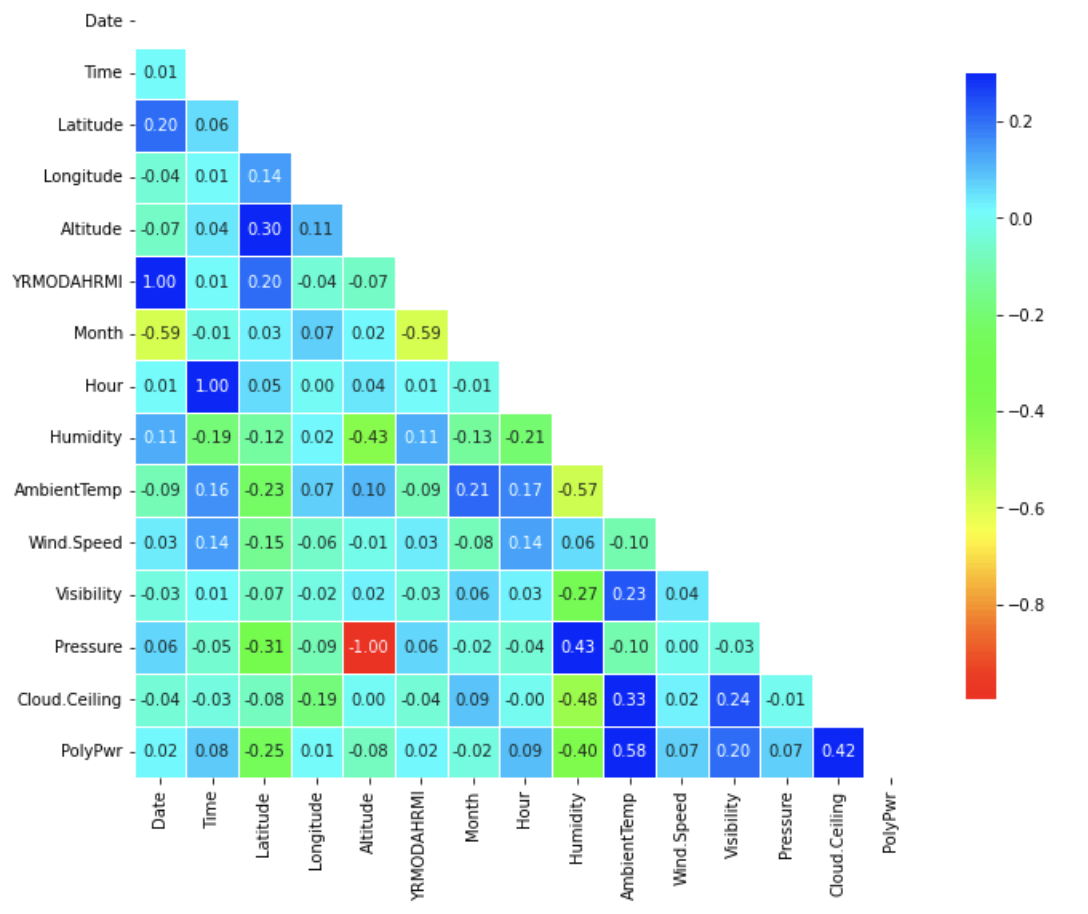 Date
Time 0.01
Latitude 0.20 0.06
Longitude -0.04 0.01 0.14
Altitude -0.07 0.04 0.30 0.11
YRMODAHRMI 1.00 0.01 0.20 -0.04 -0.07
Month -0.59 -0.01 0.03 0.07 0.02 -0.59
Hour 0.01 1.00 0.05 0.00 0.04 0.01 -0.01
Humidity 0.11 -0.19 -0.12 0.02 -0.43 0.11 -0.13 -0.21
AmbientTemp -0.09 0.16 -0.23 0.07 0.10 -0.09 0.21 0.17 -0.57
Wind.Speed 0.03 0.14 -0.15 -0.06 -0.01 0.03 -0.08 0.14 0.06 -0.10
Visibility -0.03 0.01 -0.07 -0.02 0.02 -0.03 0.06 0.03 -0.27 0.23 0.04
Pressure 0.06 -0.05 -0.31 -0.09 -1.00 0.06 -0.02 -0.04 0.43 -0.10 0.00 -0.03
Cloud.Ceiling -0.04 -0.03 -0.08 -0.19 0.00 -0.04 0.09 -0.00 -0.48 0.33 0.02 0.24 -0.01
PolyPwr 0.02 0.08 -0.25 0.01 -0.08 0.02 -0.02 0.09 -0.40 0.58 0.07 0.20 0.07 0.42
Date
Time
Latitude
Longitude
Altitude
YRMODAHRMI
Month
Hour
Humidity
AmbientTemp
Wind.Speed
Visibility
Pressure
Cloud.Ceiling
PolyPwr
0.2
0.0
−0.2
−0.4
−0.6
−0.8